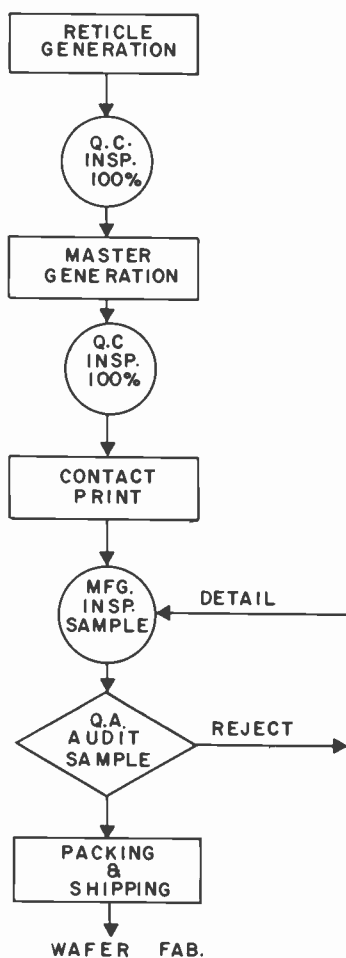 RETICLE
GENERATION
Q.C.
INSP.
100%
MASTER
GENERATION
Q.C
INSP.
100%
CONTACT
PRINT
MFG.
INSP.
SAMPLE
DETAIL
Q.A.
AUDIT
SAMPLE
REJECT
PACKING
&
SHIPPING
WAFER FAB.